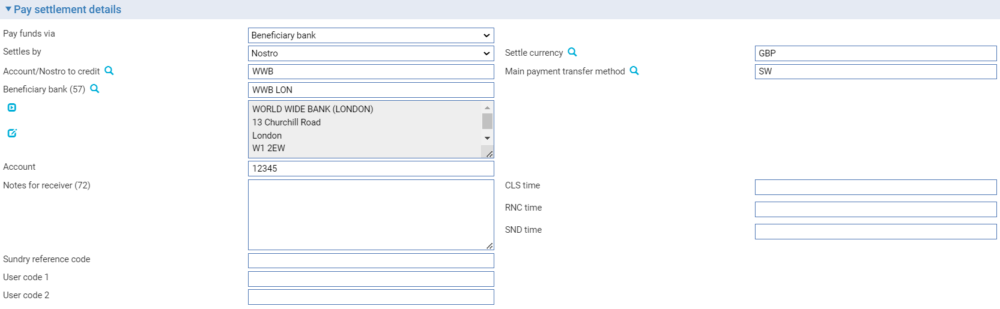 Pay settlement details
Pay funds via Beneficiary bank
Settles by Nostro Settle currency GBP
Account/Nostro to credit WWB Main payment transfer method SW
Beneficiary bank (57) WWB LON
WORLD WIDE BANK (LONDON)
13 Churchill Road
London
W1 2EW
Account 12345
Notes for receiver (72) CLS time
RNC time
SND time
Sundry reference code
User code 1
User code 2